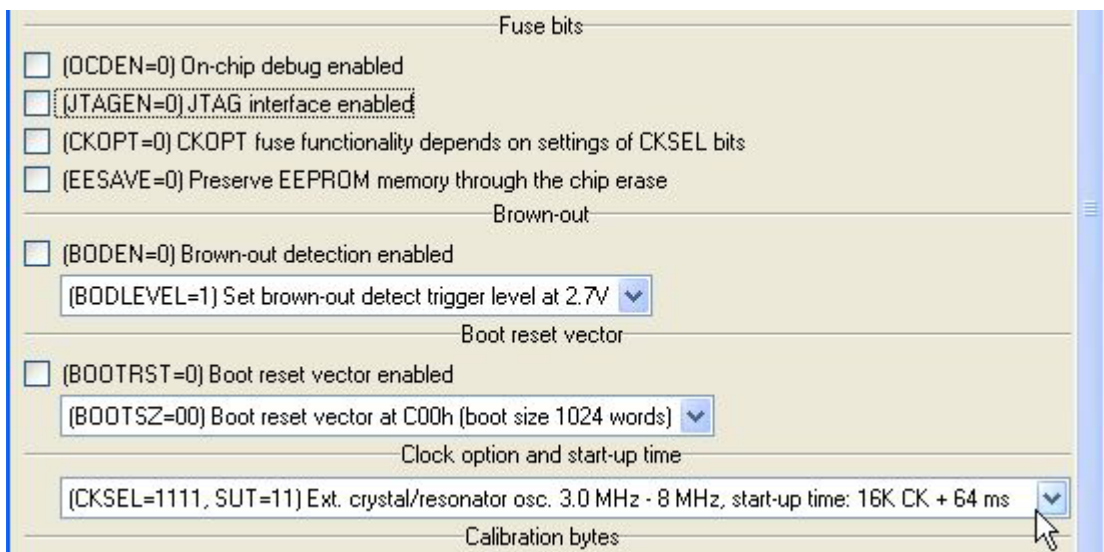 Fuse bits
(OCDEN=0) On-chip debug enabled
(JTAGEN=0) JTAG interface enabled
(CKOPT=0) CKOPT fuse functionality depends on settings of CKSEL bits
(EESAVE=0) Preserve EEPROM memory through the chip erase
Brown-out
(BODEN=0) Brown-out detection enabled
(BODLEVEL=1) Set brown-out detect trigger level at 2.7V
Boot reset vector
(BOOTRST=0) Boot reset vector enabled
(BOOTSZ=00) Boot reset vector at C00h (boot size 1024 words)
Clock option and start-up time
(CKSEL=1111, SUT=11) Ext. crystal/resonator osc. 3.0 MHz - 8 MHz, start-up time: 16K CK + 64 ms
Calibration bytes